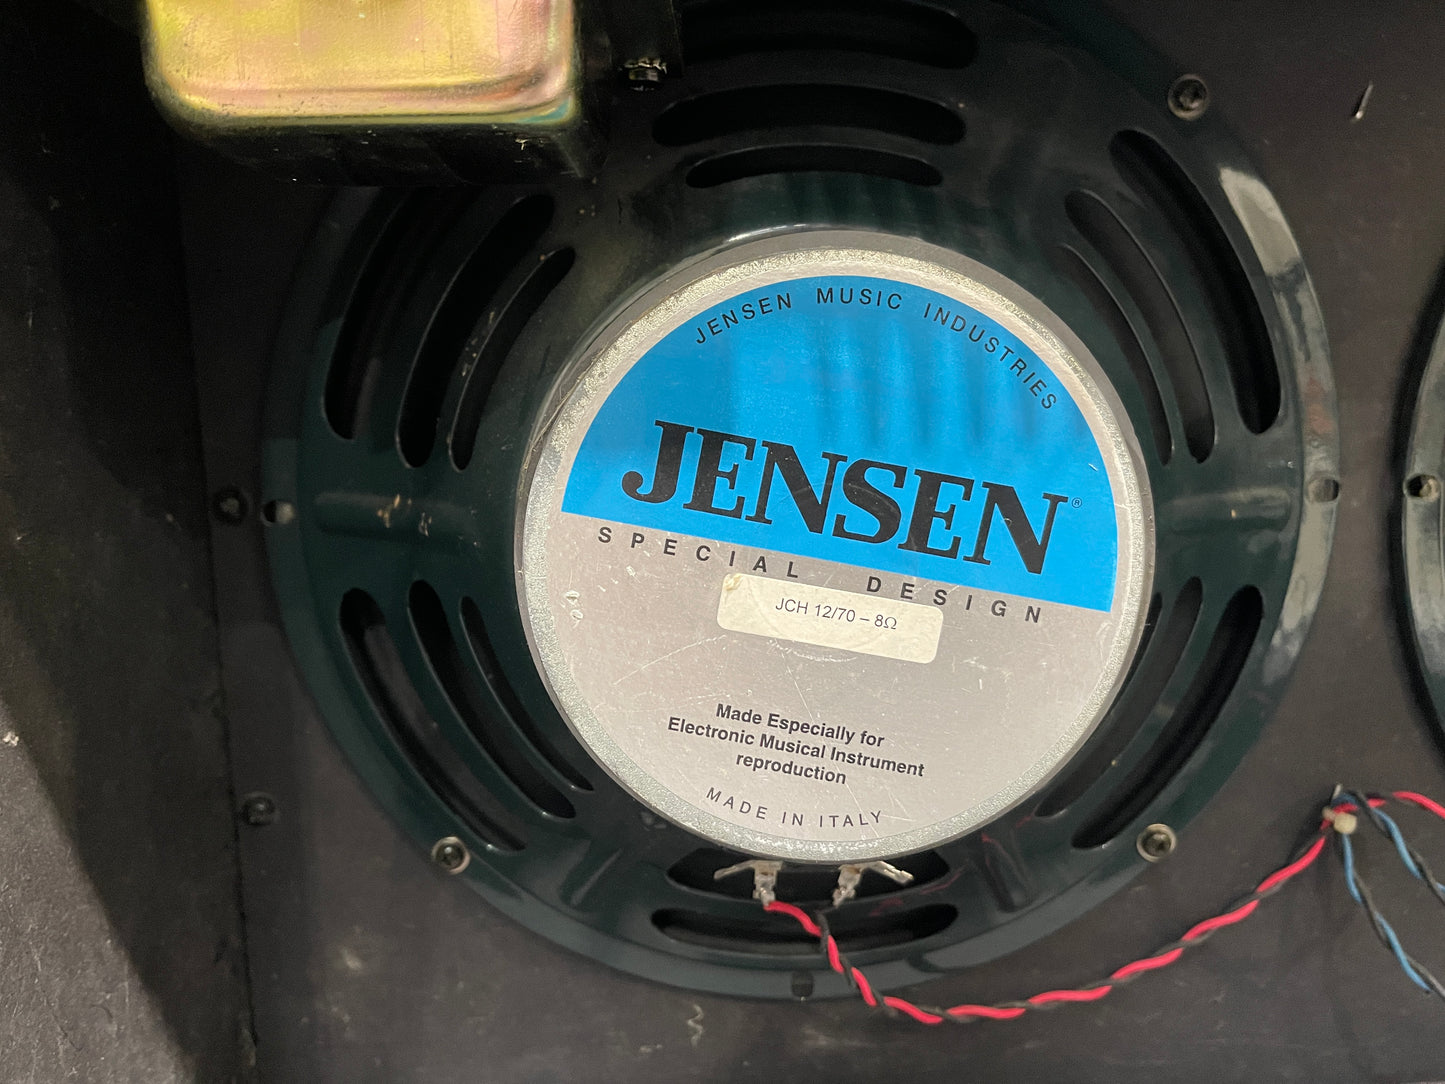 JENSEN MUSIC INDUSTRIES
JENSEN®
SPECIAL DESIGN
JCH 12/70 – 8Ω
Made Especially for
Electronic Musical Instrument
reproduction
MADE IN ITALY